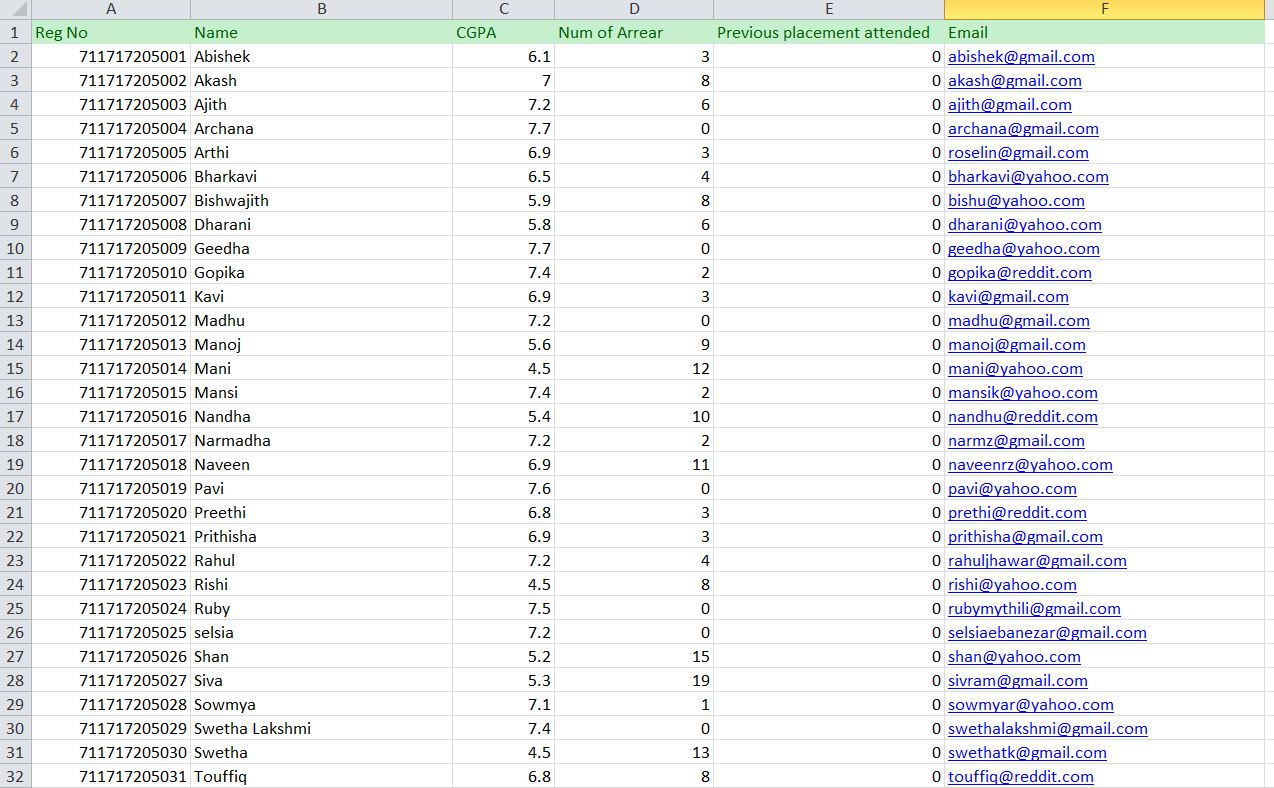 A B C D E F
1 Reg No Name CGPA Num of Arrear Previous placement attended Email
2 711717205001 Abishek 6.1 3 0 abishek@gmail.com
3 711717205002 Akash 7 8 0 akash@gmail.com
4 711717205003 Ajith 7.2 6 0 ajith@gmail.com
5 711717205004 Archana 7.7 0 0 archana@gmail.com
6 711717205005 Arthi 6.9 3 0 roselin@gmail.com
7 711717205006 Bharkavi 6.5 4 0 bharkavi@yahoo.com
8 711717205007 Bishwajith 5.9 8 0 bishu@yahoo.com
9 711717205008 Dharani 5.8 6 0 dharani@yahoo.com
10 711717205009 Geedha 7.7 0 0 geedha@yahoo.com
11 711717205010 Gopika 7.4 2 0 gopika@reddit.com
12 711717205011 Kavi 6.9 3 0 kavi@gmail.com
13 711717205012 Madhu 7.2 0 0 madhu@gmail.com
14 711717205013 Manoj 5.6 9 0 manoj@gmail.com
15 711717205014 Mani 4.5 12 0 mani@yahoo.com
16 711717205015 Mansi 7.4 2 0 mansik@yahoo.com
17 711717205016 Nandha 5.4 10 0 nandhu@reddit.com
18 711717205017 Narmadha 7.2 2 0 narmz@gmail.com
19 711717205018 Naveen 6.9 11 0 naveenrz@yahoo.com
20 711717205019 Pavi 7.6 0 0 pavi@yahoo.com
21 711717205020 Preethi 6.8 3 0 prethi@reddit.com
22 711717205021 Prithisha 6.9 3 0 prithisha@gmail.com
23 711717205022 Rahul 7.2 4 0 rahuljhawar@gmail.com
24 711717205023 Rishi 4.5 8 0 rishi@yahoo.com
25 711717205024 Ruby 7.5 0 0 rubymythili@gmail.com
26 711717205025 selsia 7.2 0 0 selsiaebanezar@gmail.com
27 711717205026 Shan 5.2 15 0 shan@yahoo.com
28 711717205027 Siva 5.3 19 0 sivram@gmail.com
29 711717205028 Sowmya 7.1 1 0 sowmyar@yahoo.com
30 711717205029 Swetha Lakshmi 7.4 0 0 swethalakshmi@gmail.com
31 711717205030 Swetha 4.5 13 0 swethatk@gmail.com
32 711717205031 Touffiq 6.8 8 0 touffiq@reddit.com